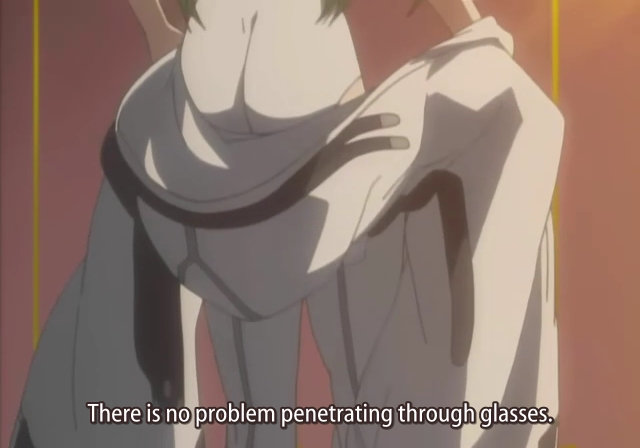 There is no problem penetrating through glasses.